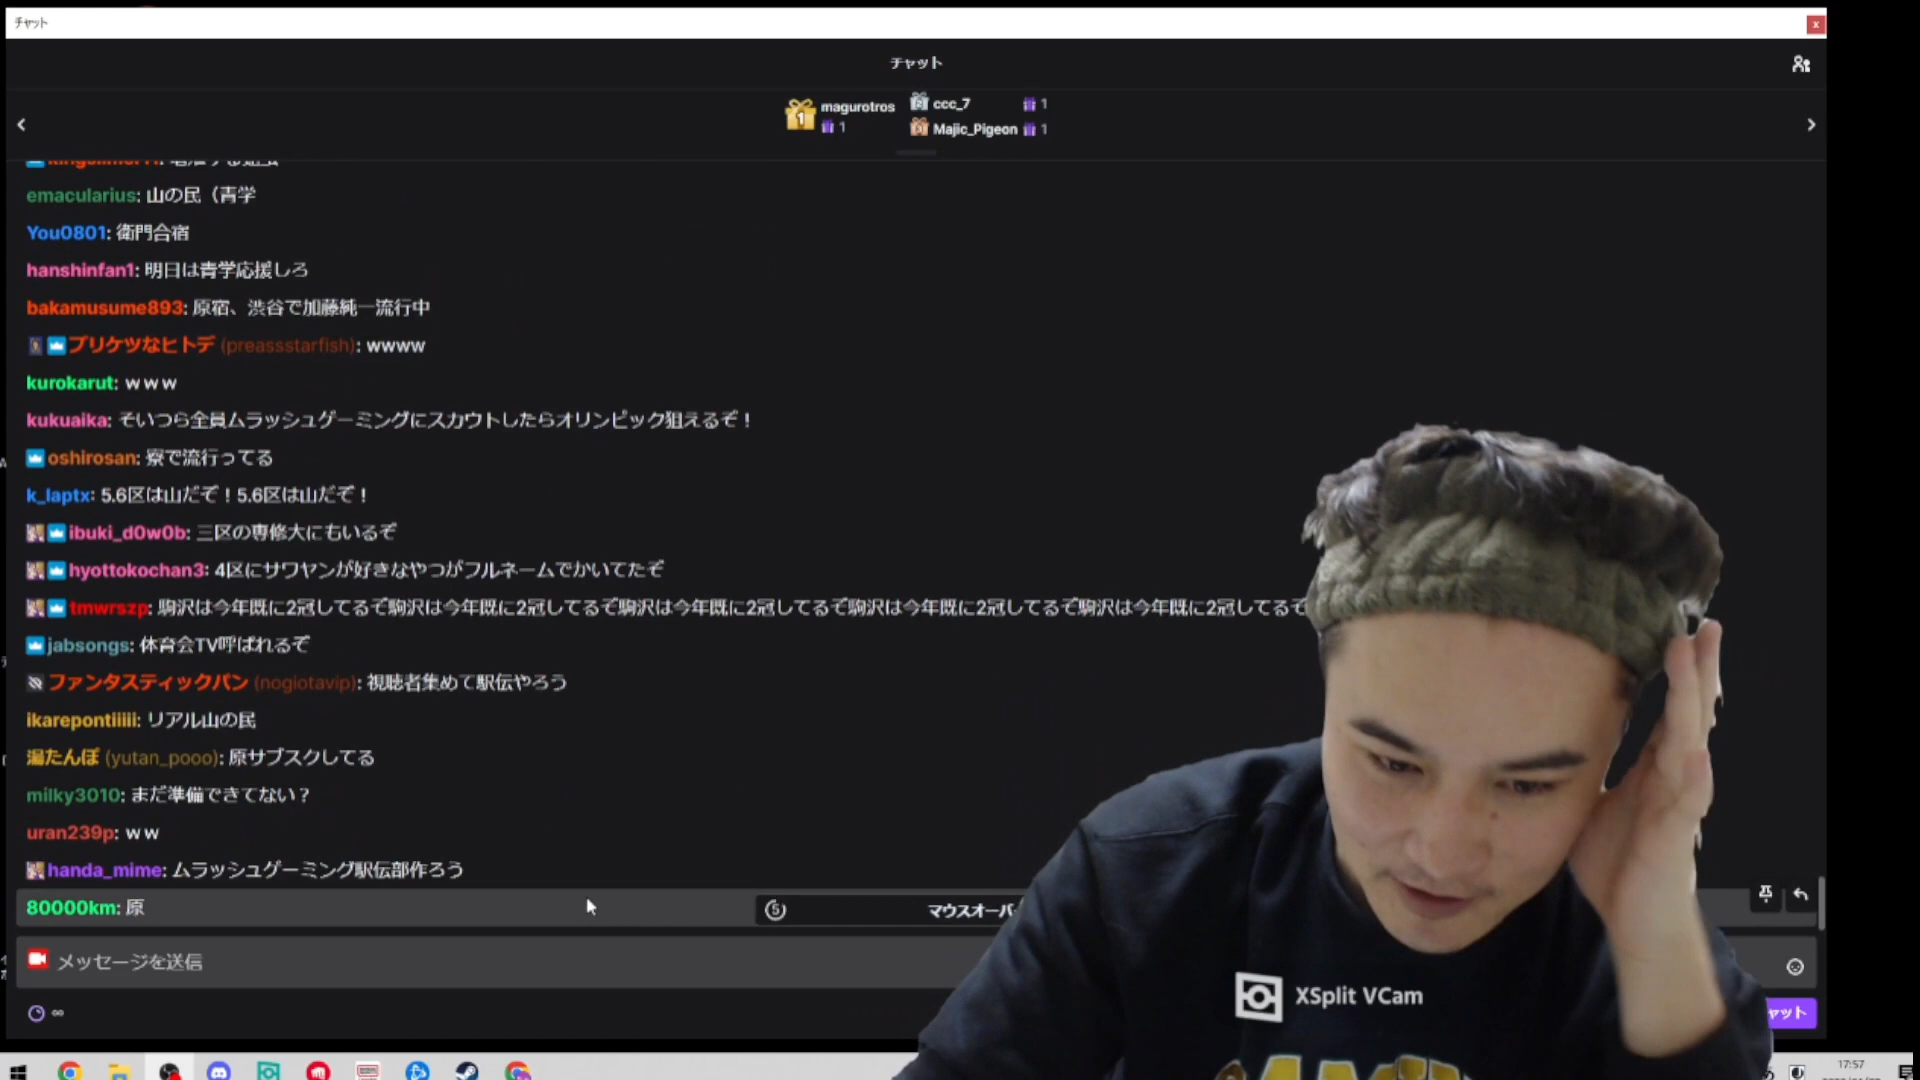 チャット
チャット
magurotros
1
1
ccc_7
1
Majic_Pigeon
1
emacularius: 山の民（青学
You0801: 衛門合宿
hanshinfan1: 明日は青学応援しろ
bakamusume893: 原宿、渋谷で加藤純一流行中
プリケツなヒトデ (preassstarfish): wwww
kurokarut: ｗｗｗ
kukuaika: そいつら全員ムラッシュゲーミングにスカウトしたらオリンピック狙えるぞ！
oshirosan: 寮で流行ってる
k_laptx: 5.6区は山だぞ！5.6区は山だぞ！
ibuki_d0w0b: 三区の専修大にもいるぞ
hyottokochan3: 4区にサワヤンが好きなやつがフルネームでかいてたぞ
tmwrszp: 駒沢は今年既に2冠してるぞ駒沢は今年既に2冠してるぞ駒沢は今年既に2冠してるぞ駒沢は今年既に2冠してるぞ駒沢は今年既に2冠してるぞ
jabsongs: 体育会TV呼ばれるぞ
ファンタスティックパン (nogiotavip): 視聴者集めて駅伝やろう
ikarepontiiiii: リアル山の民
湯たんぽ (yutan_pooo): 原サブスクしてる
milky3010: まだ準備できてない？
uran239p: ｗｗ
handa_mime: ムラッシュゲーミング駅伝部作ろう
80000km: 原
5
マウスオーバ
メッセージを送信
∞
XSplit VCam
ャット
17:57